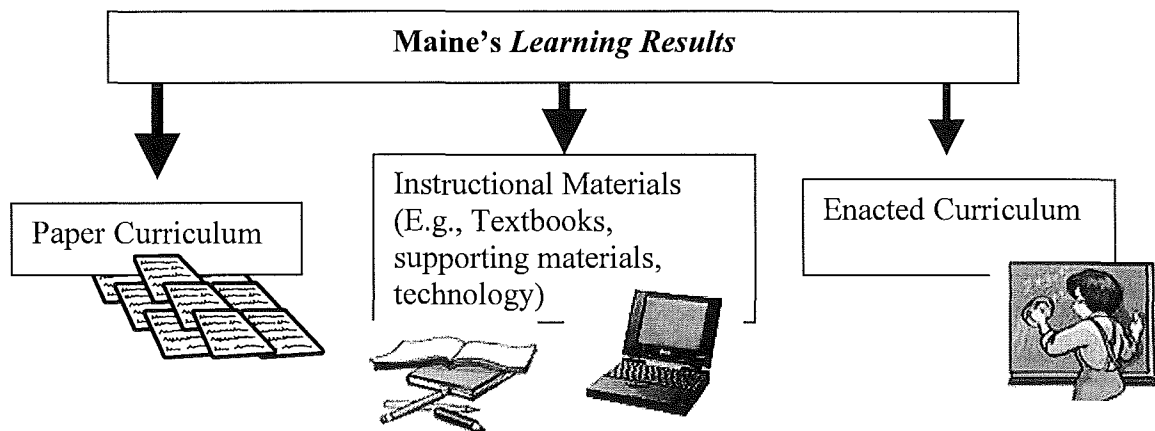 Maine's Learning Results
Paper Curriculum
Instructional Materials
(E.g., Textbooks,
supporting materials,
technology)
Enacted Curriculum